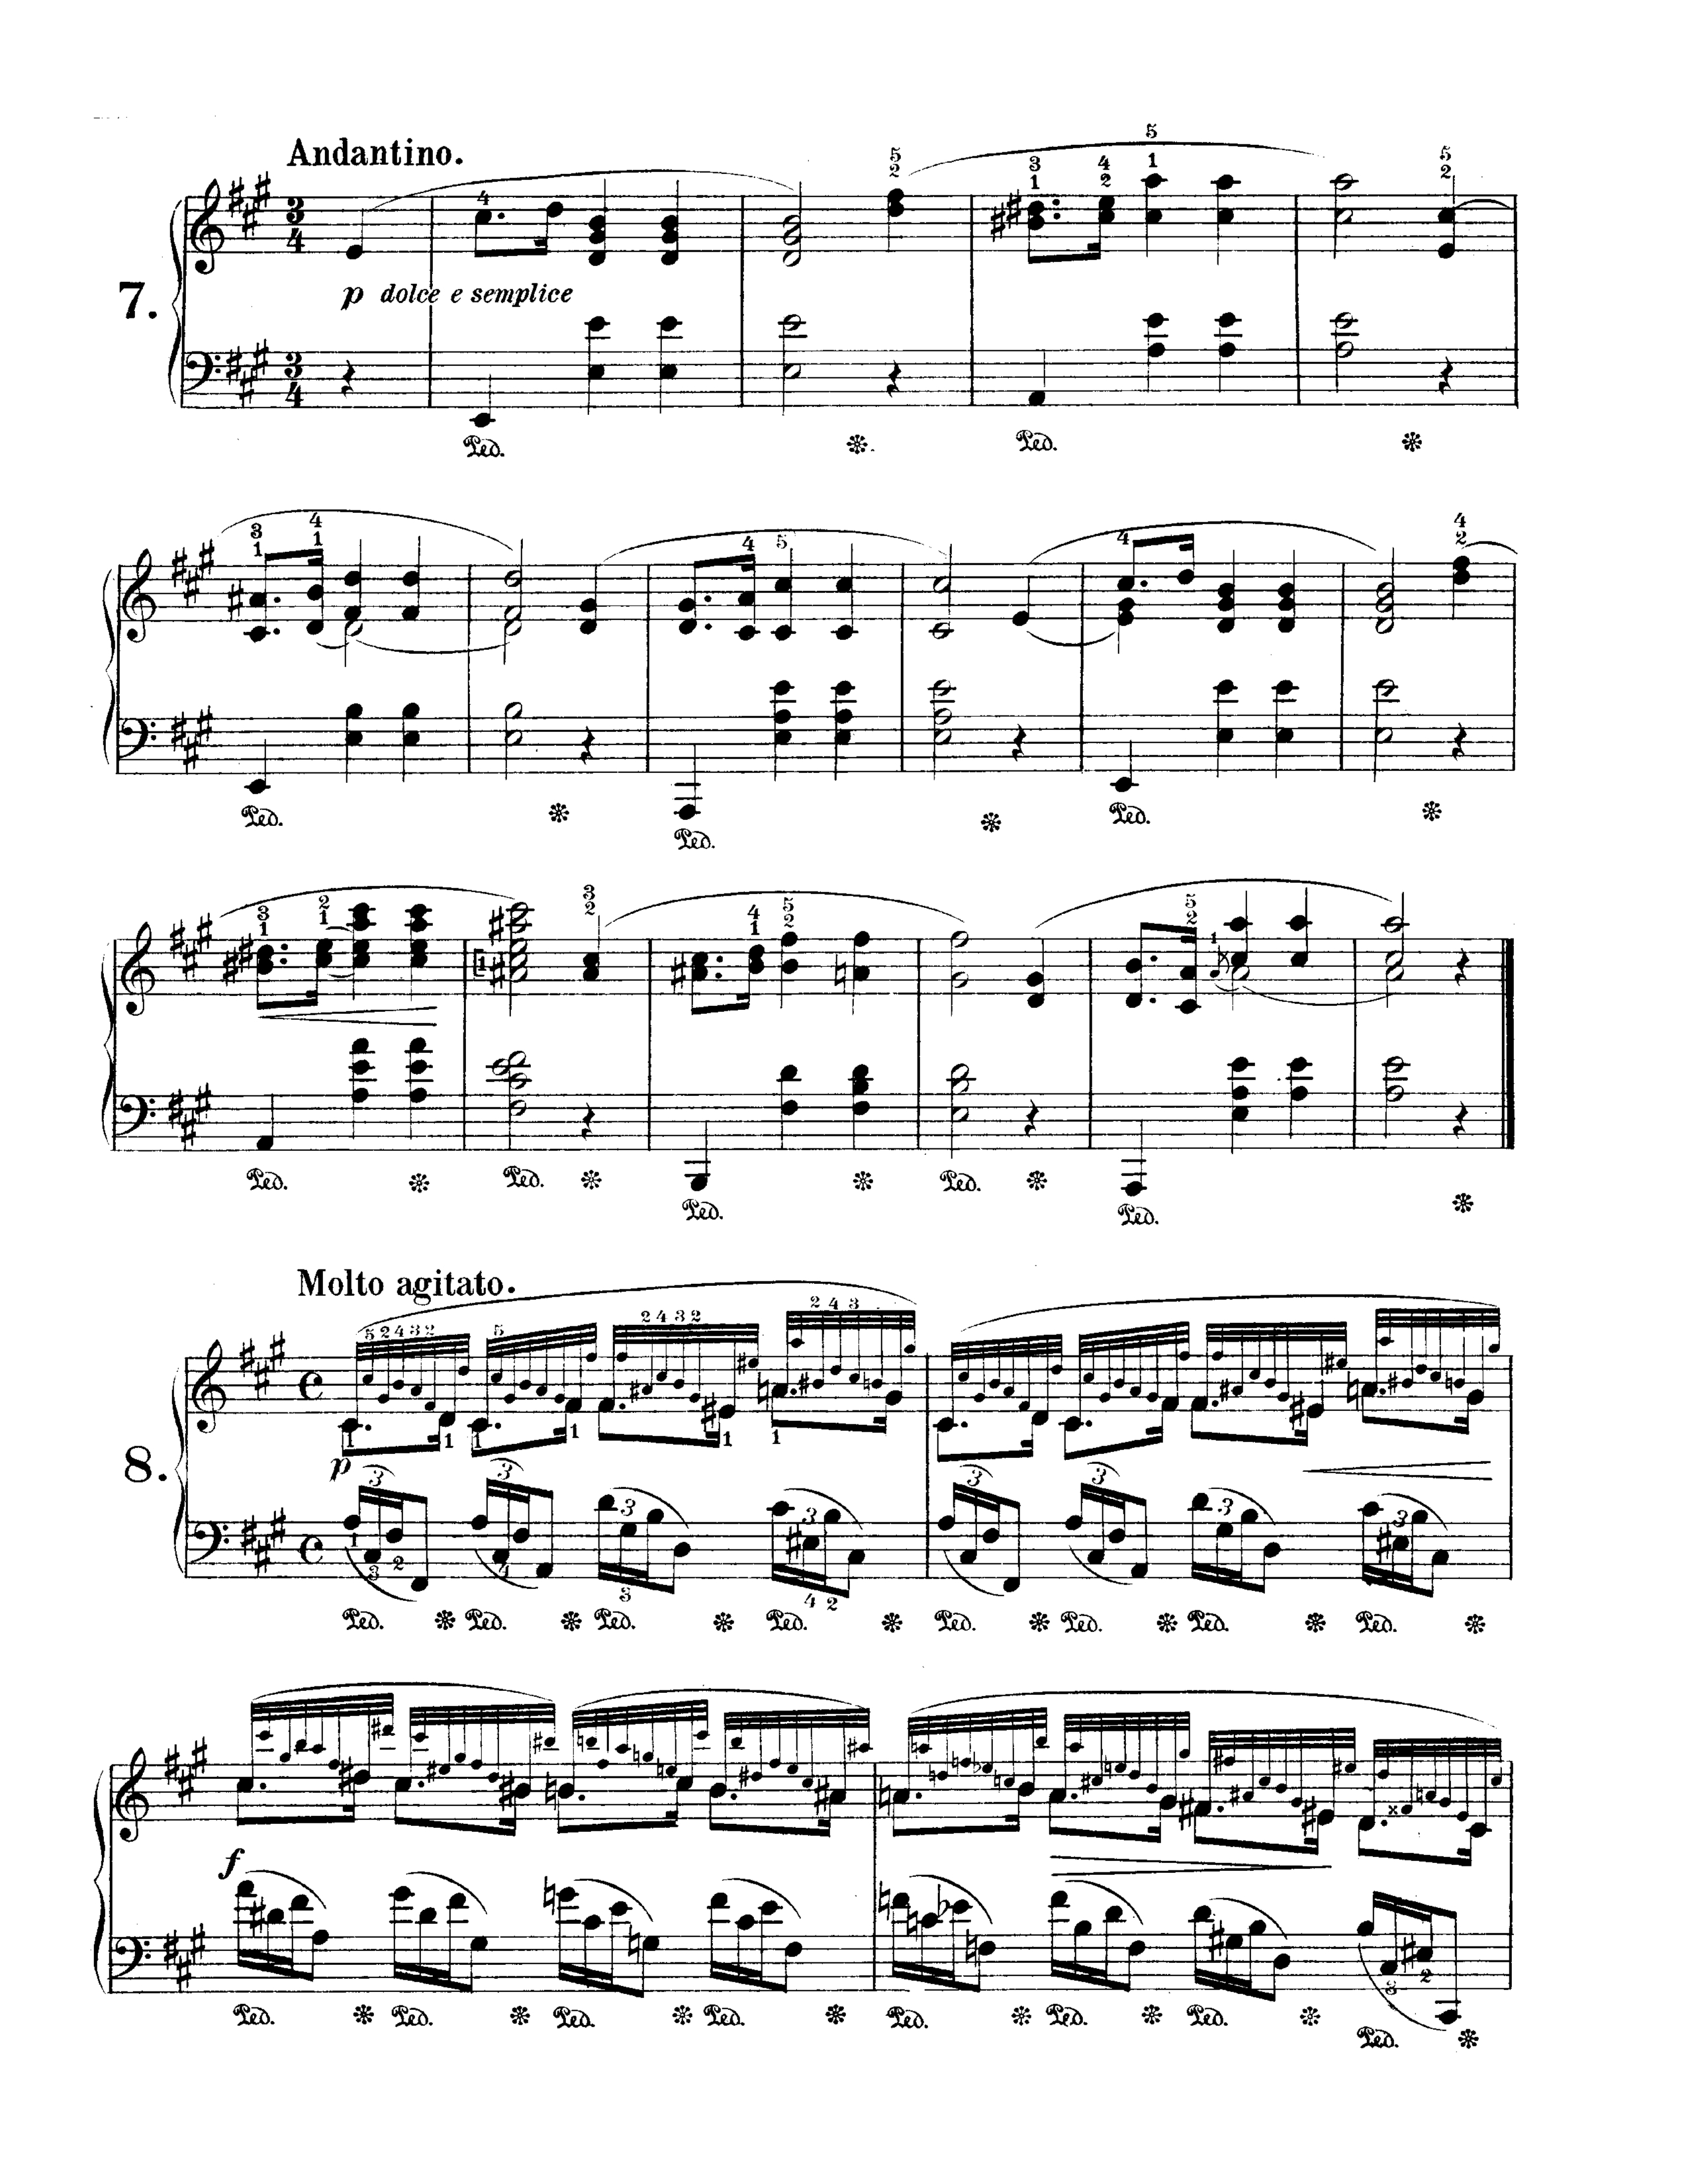 Andantino.
7.
p dolce e semplice
Ped. Ped.
Ped. Ped. Ped.
Ped. Ped. Ped. Ped. Ped.
Molto agitato.
8.
p
Ped. Ped. Ped. Ped. Ped. Ped. Ped. Ped.
f
Ped. Ped. Ped. Ped. Ped. Ped. Ped. Ped.